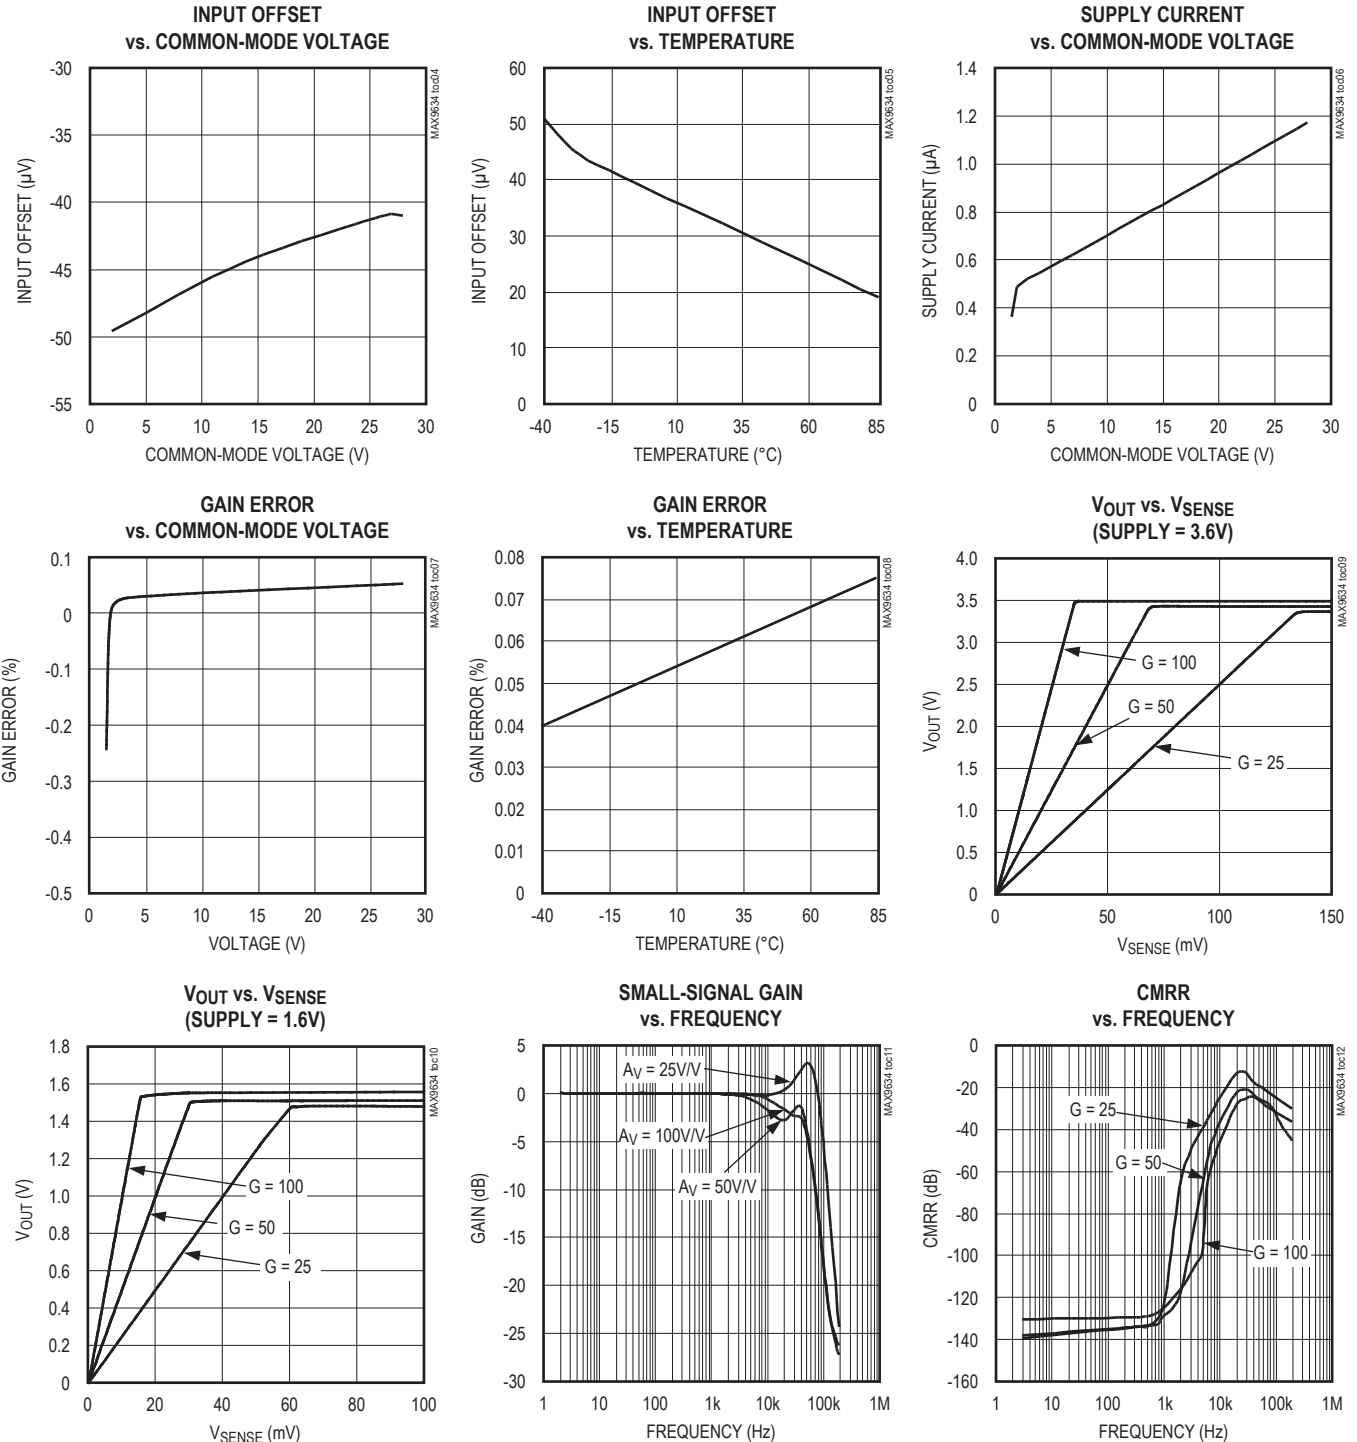 INPUT OFFSET
vs. COMMON-MODE VOLTAGE
-30
-35
-40
-45
-50
-55
INPUT OFFSET (µV)
0 5 10 15 20 25 30
COMMON-MODE VOLTAGE (V)
MAX9634 toc04
INPUT OFFSET
vs. TEMPERATURE
60
50
40
30
20
10
0
INPUT OFFSET (µV)
-40 -15 10 35 60 85
TEMPERATURE (°C)
MAX9634 toc05
SUPPLY CURRENT
vs. COMMON-MODE VOLTAGE
1.4
1.2
1.0
0.8
0.6
0.4
0.2
0
SUPPLY CURRENT (µA)
0 5 10 15 20 25 30
COMMON-MODE VOLTAGE (V)
MAX9634 toc06
GAIN ERROR
vs. COMMON-MODE VOLTAGE
0.1
0
-0.1
-0.2
-0.3
-0.4
-0.5
GAIN ERROR (%)
0 5 10 15 20 25 30
VOLTAGE (V)
MAX9634 toc07
GAIN ERROR
vs. TEMPERATURE
0.08
0.07
0.06
0.05
0.04
0.03
0.02
0.01
0
GAIN ERROR (%)
-40 -15 10 35 60 85
TEMPERATURE (°C)
MAX9634 toc08
VOUT vs. VSENSE
(SUPPLY = 3.6V)
4.0
3.5
3.0
2.5
2.0
1.5
1.0
0.5
0
VOUT (V)
G = 100
G = 50
G = 25
0 50 100 150
VSENSE (mV)
MAX9634 toc09
VOUT vs. VSENSE
(SUPPLY = 1.6V)
1.8
1.6
1.4
1.2
1.0
0.8
0.6
0.4
0.2
0
VOUT (V)
G = 100
G = 50
G = 25
0 20 40 60 80 100
VSENSE (mV)
MAX9634 toc10
SMALL-SIGNAL GAIN
vs. FREQUENCY
5
0
-5
-10
-15
-20
-25
-30
GAIN (dB)
AV = 25V/V
AV = 100V/V
AV = 50V/V
1 10 100 1k 10k 100k 1M
FREQUENCY (Hz)
MAX9634 toc11
CMRR
vs. FREQUENCY
0
-20
-40
-60
-80
-100
-120
-140
-160
CMRR (dB)
G = 25
G = 50
G = 100
1 10 100 1k 10k 100k 1M
FREQUENCY (Hz)
MAX9634 toc12